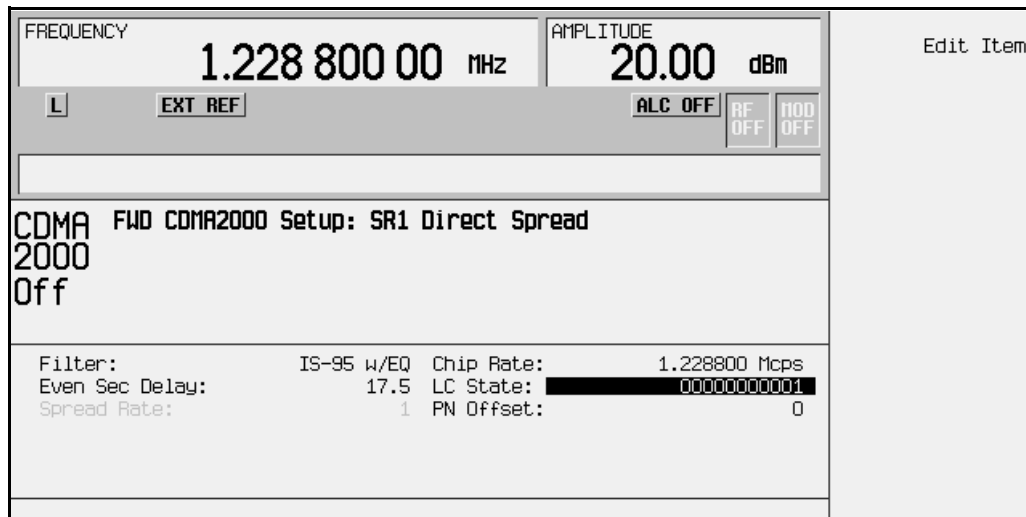 FREQUENCY
1.228 800 00 MHz
AMPLITUDE
20.00 dBm
Edit Item
L EXT REF ALC OFF RF OFF MOD OFF
CDMA 2000 Off
FWD CDMA2000 Setup: SR1 Direct Spread
Filter: IS-95 w/EQ Chip Rate: 1.228800 Mcps
Even Sec Delay: 17.5 LC State: 00000000001
Spread Rate: 1 PN Offset: 0